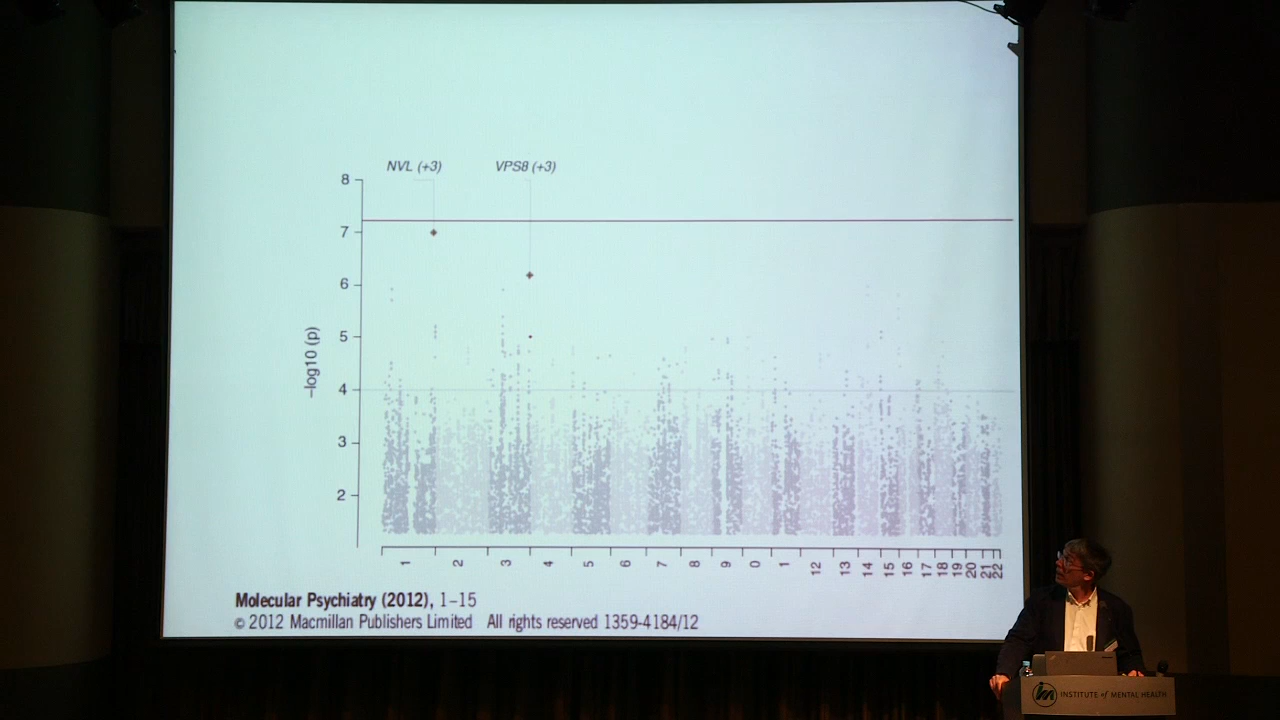 NVL (+3) VPS8 (+3)
8
7
6
5
4
3
2
–log10 (p)
1 2 3 4 5 6 7 8 9 0 1 12 13 14 15 16 17 18 19 20 21 22
Molecular Psychiatry (2012), 1–15
© 2012 Macmillan Publishers Limited All rights reserved 1359-4184/12
INSTITUTE of MENTAL HEALTH